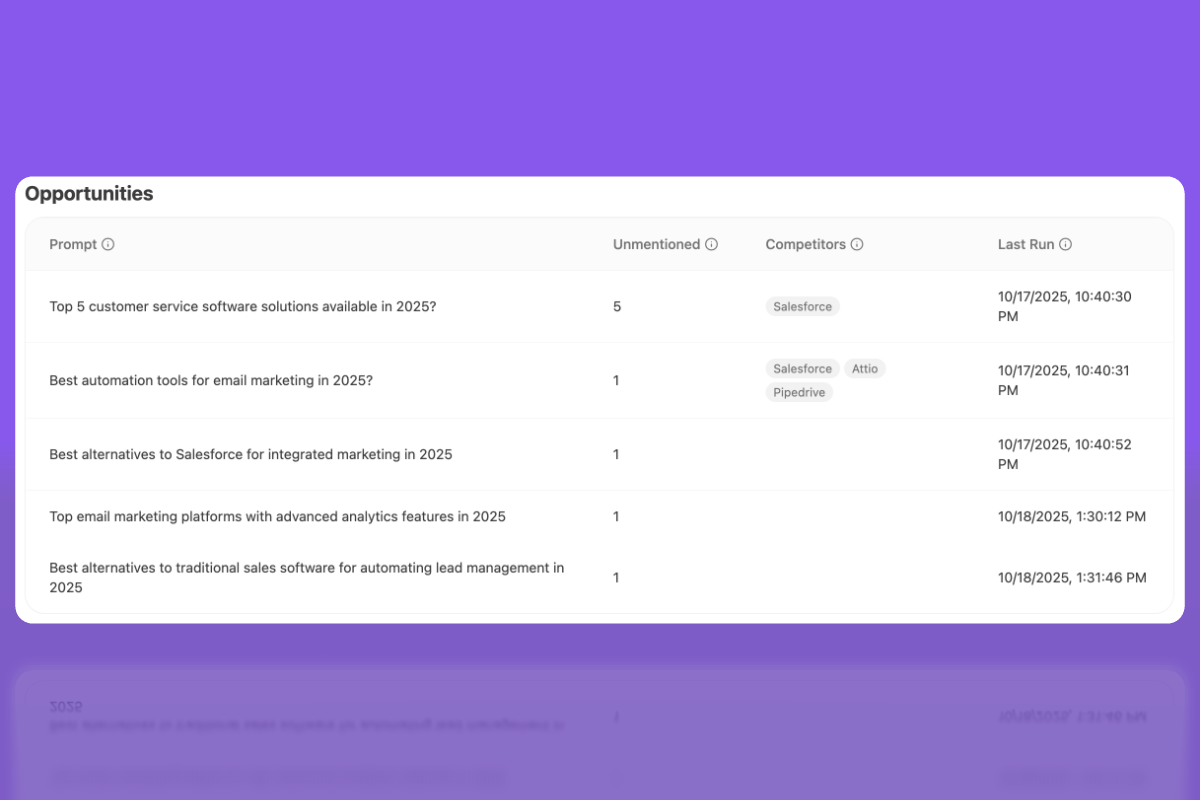 Opportunities
Prompt Unmentioned Competitors Last Run
Top 5 customer service software solutions available in 2025? 5 Salesforce 10/17/2025, 10:40:30
PM
Best automation tools for email marketing in 2025? 1 Salesforce Attio 10/17/2025, 10:40:31
Pipedrive PM
Best alternatives to Salesforce for integrated marketing in 2025 1 10/17/2025, 10:40:52
PM
Top email marketing platforms with advanced analytics features in 2025 1 10/18/2025, 1:30:12 PM
Best alternatives to traditional sales software for automating lead management in
2025 1 10/18/2025, 1:31:46 PM